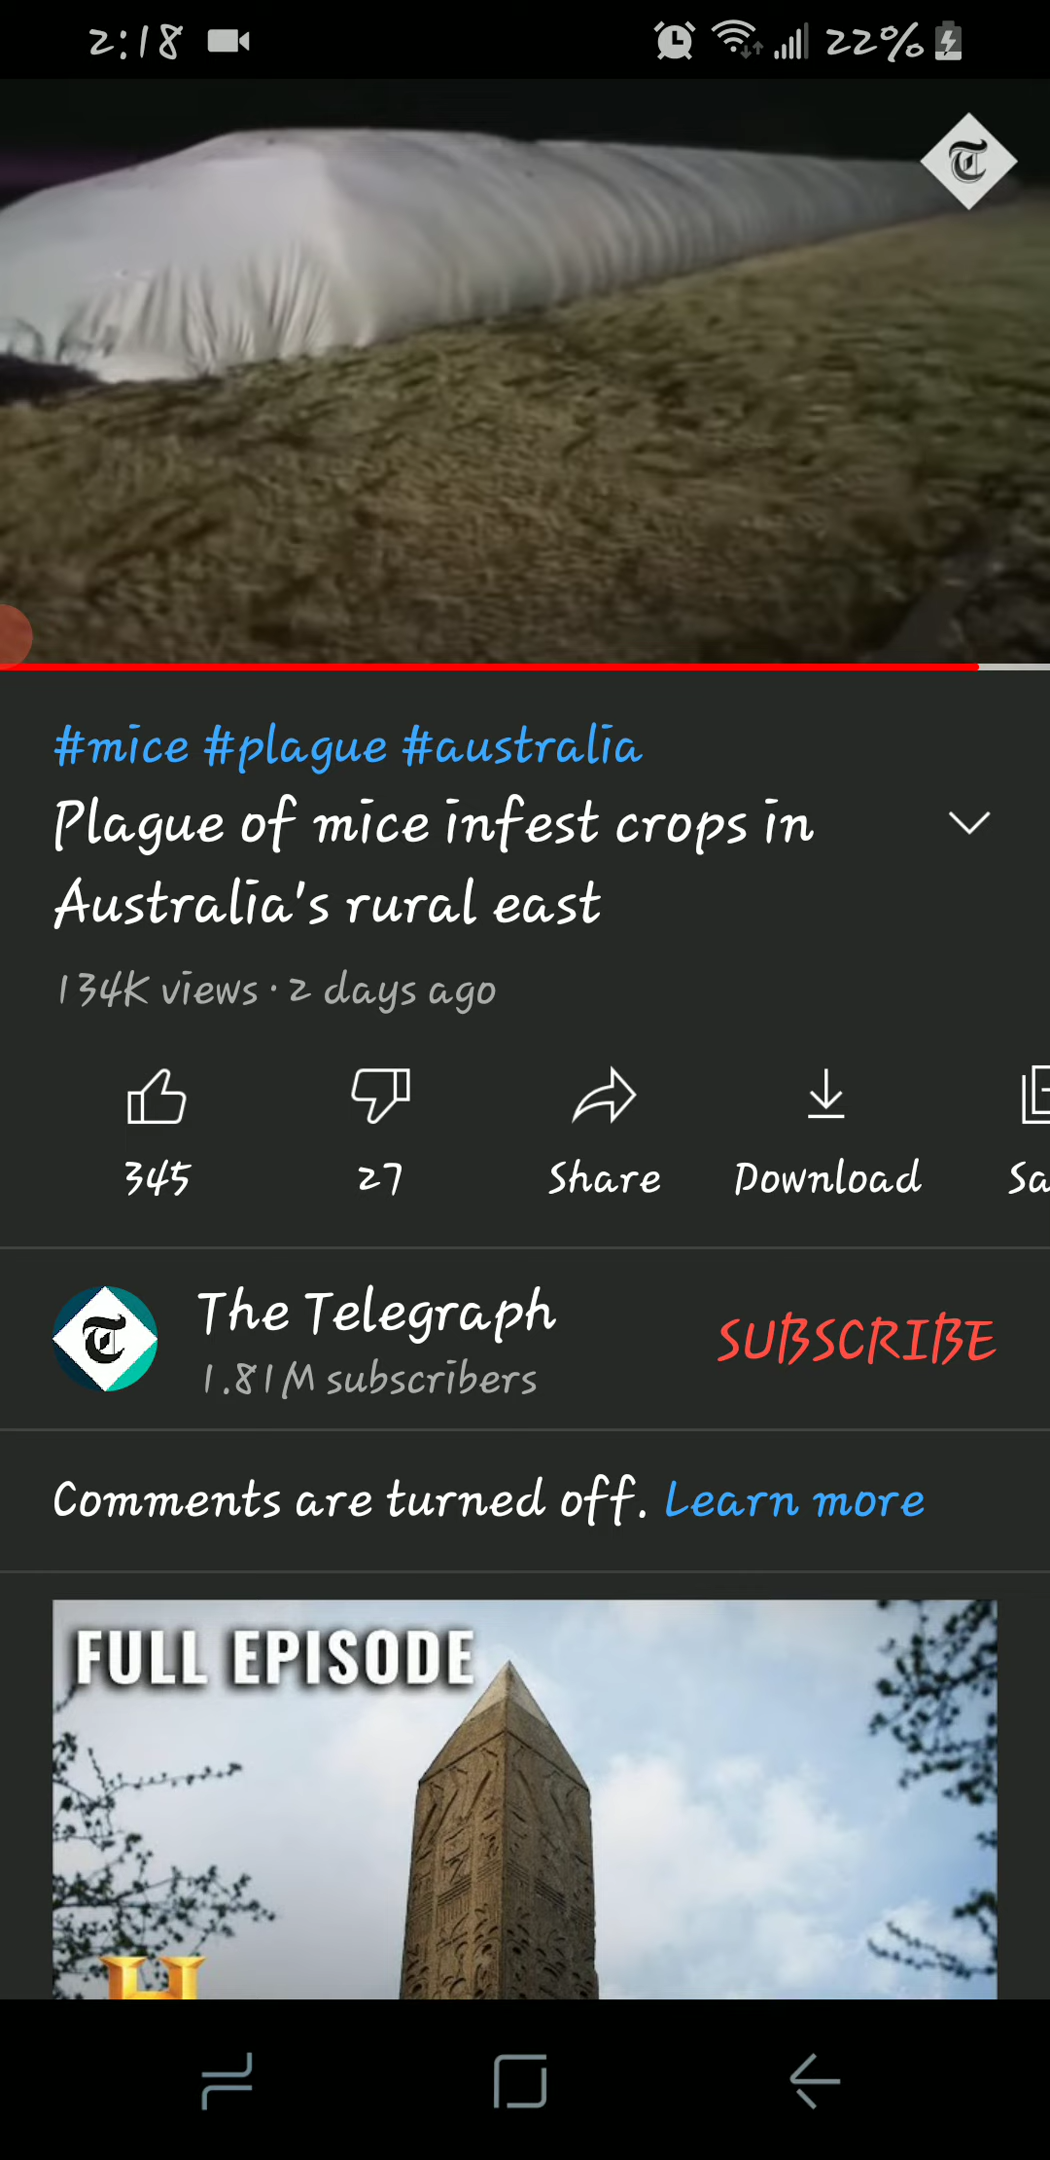 2:18
22%
#mice #plague #australia
Plague of mice infest crops in
Australia's rural east
134K views · 2 days ago
345
27
Share
Download
Sa
The Telegraph
1.81M subscribers
SUBSCRIBE
Comments are turned off. Learn more
FULL EPISODE
H